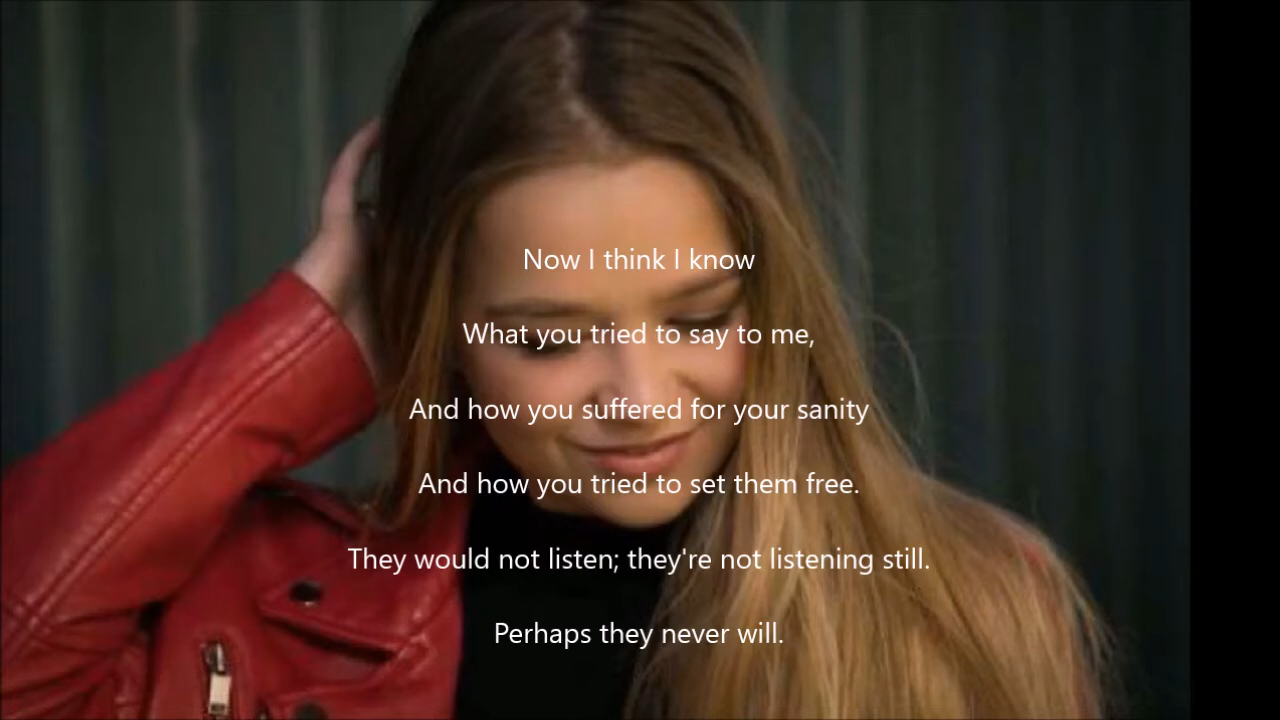 Now I think I know
What you tried to say to me,
And how you suffered for your sanity
And how you tried to set them free.
They would not listen; they're not listening still.
Perhaps they never will.